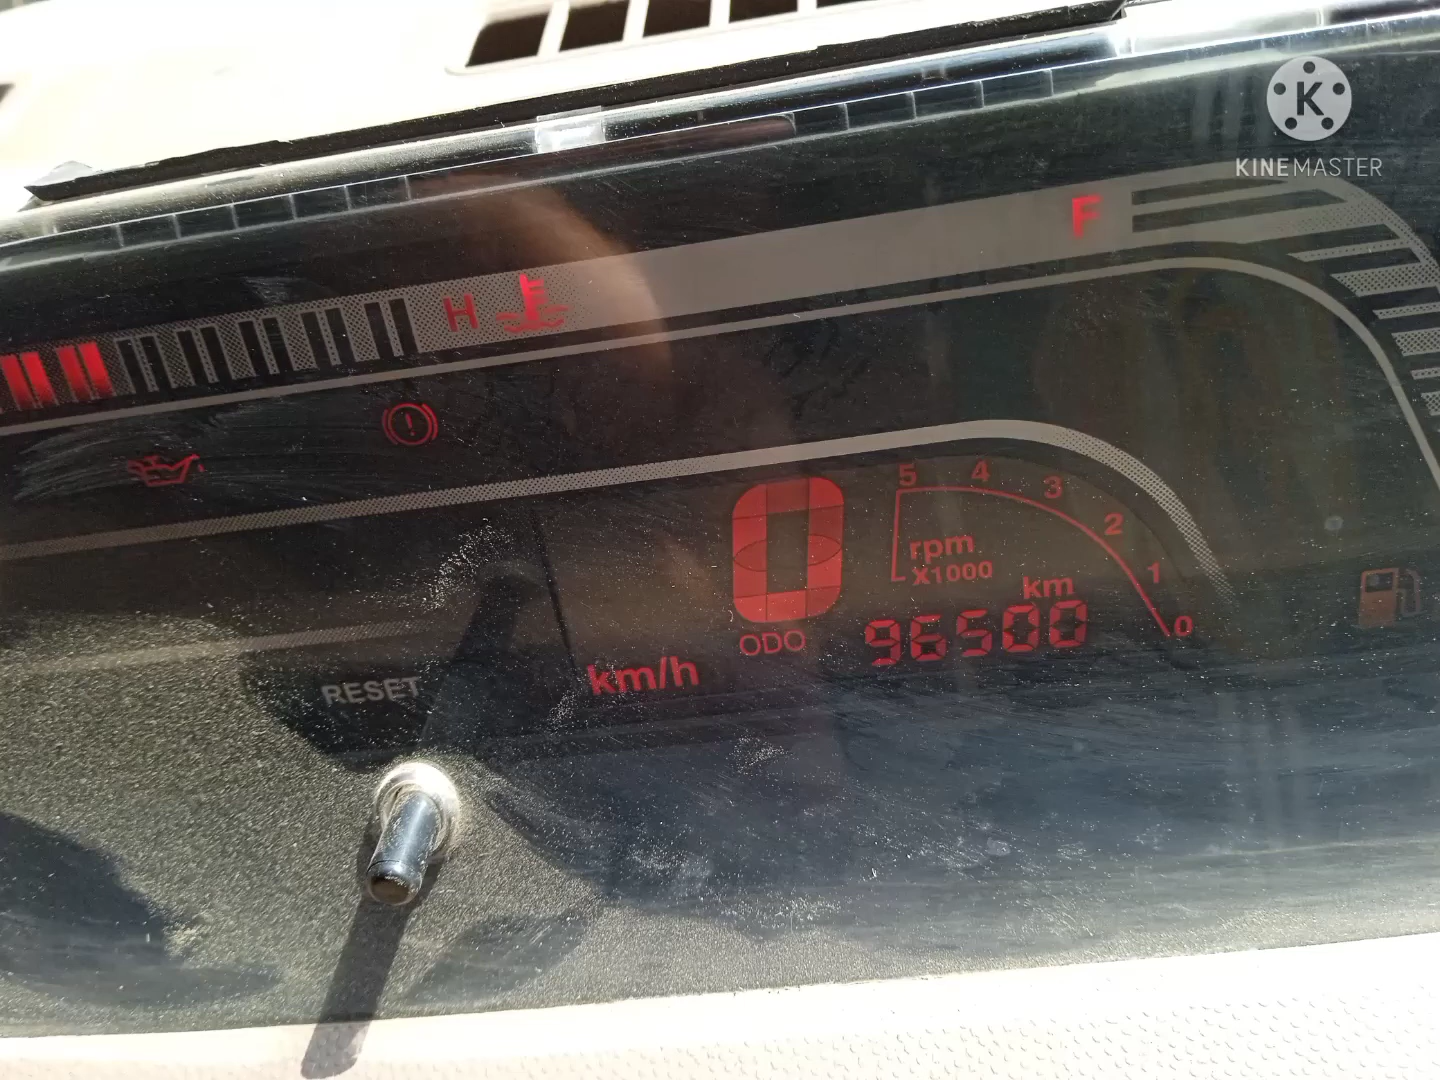 K
KINEMASTER
F
H
5 4 3 2 1 0
rpm
X1000
0
km
ODO 96500
km/h
RESET